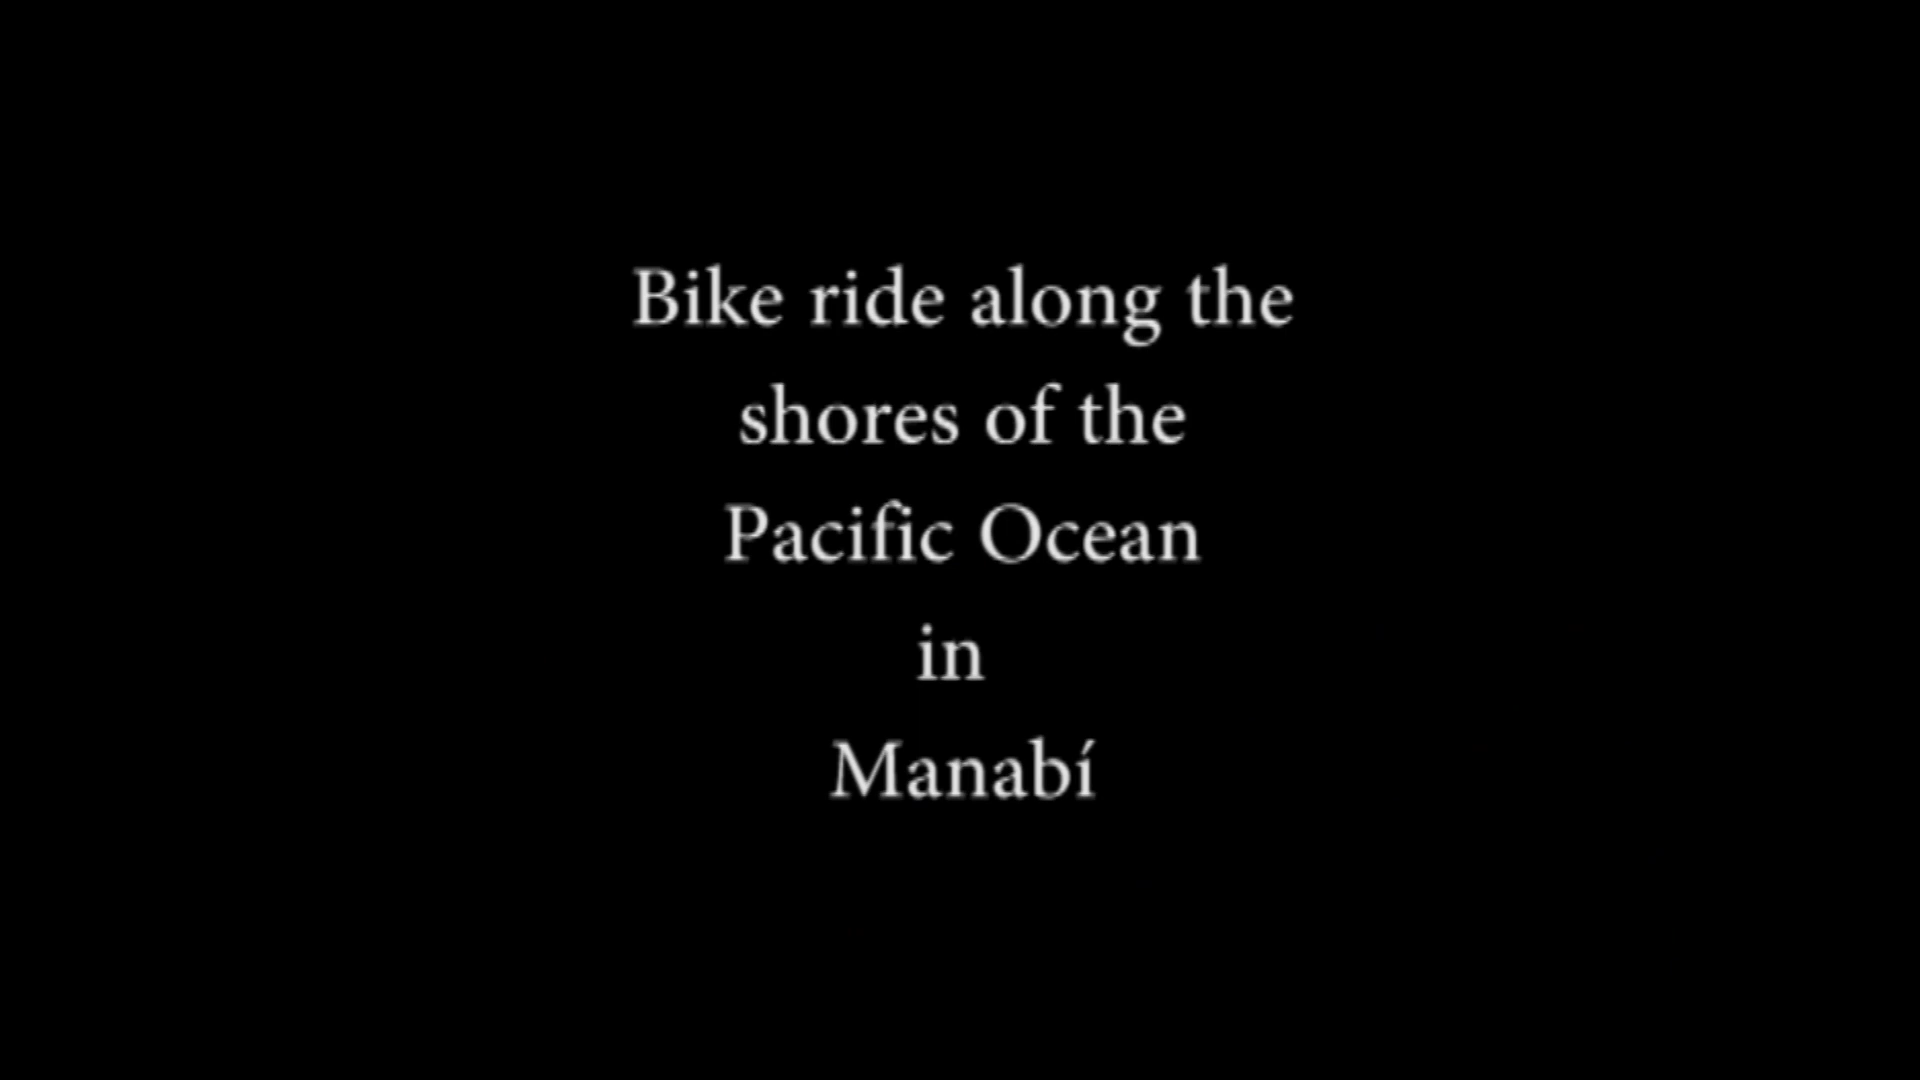 Bike ride along the
shores of the
Pacific Ocean
in
Manabí